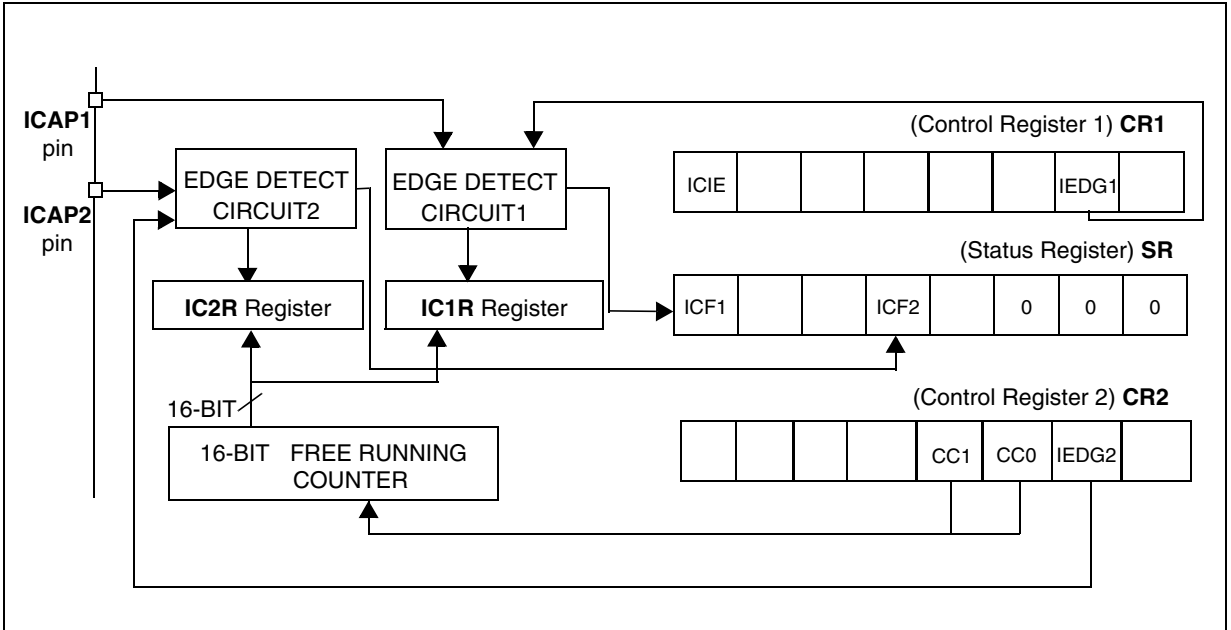 ICAP1
pin
ICAP2
pin
EDGE DETECT
CIRCUIT2
EDGE DETECT
CIRCUIT1
IC2R Register
IC1R Register
16-BIT
16-BIT FREE RUNNING
COUNTER
(Control Register 1) CR1
ICIE
IEDG1
(Status Register) SR
ICF1
ICF2
0
0
0
(Control Register 2) CR2
CC1
CC0
IEDG2